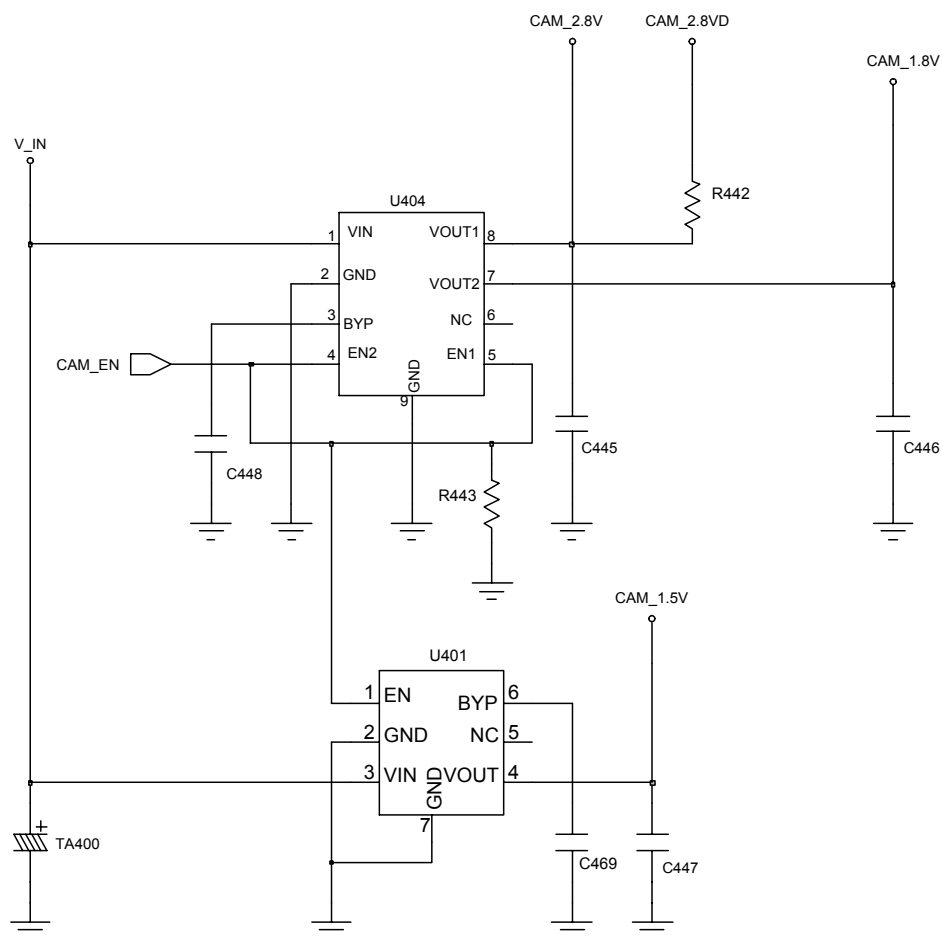 CAM_2.8V
CAM_2.8VD
CAM_1.8V
V_IN
R442
U404
1
VIN
VOUT1
8
2
GND
VOUT2
7
3
BYP
NC
6
CAM_EN
4
EN2
EN1
5
GND
9
C445
C446
C448
R443
CAM_1.5V
U401
1
EN
BYP
6
2
GND
NC
5
3
VIN
VOUT
4
GND
7
+
TA400
C469
C447